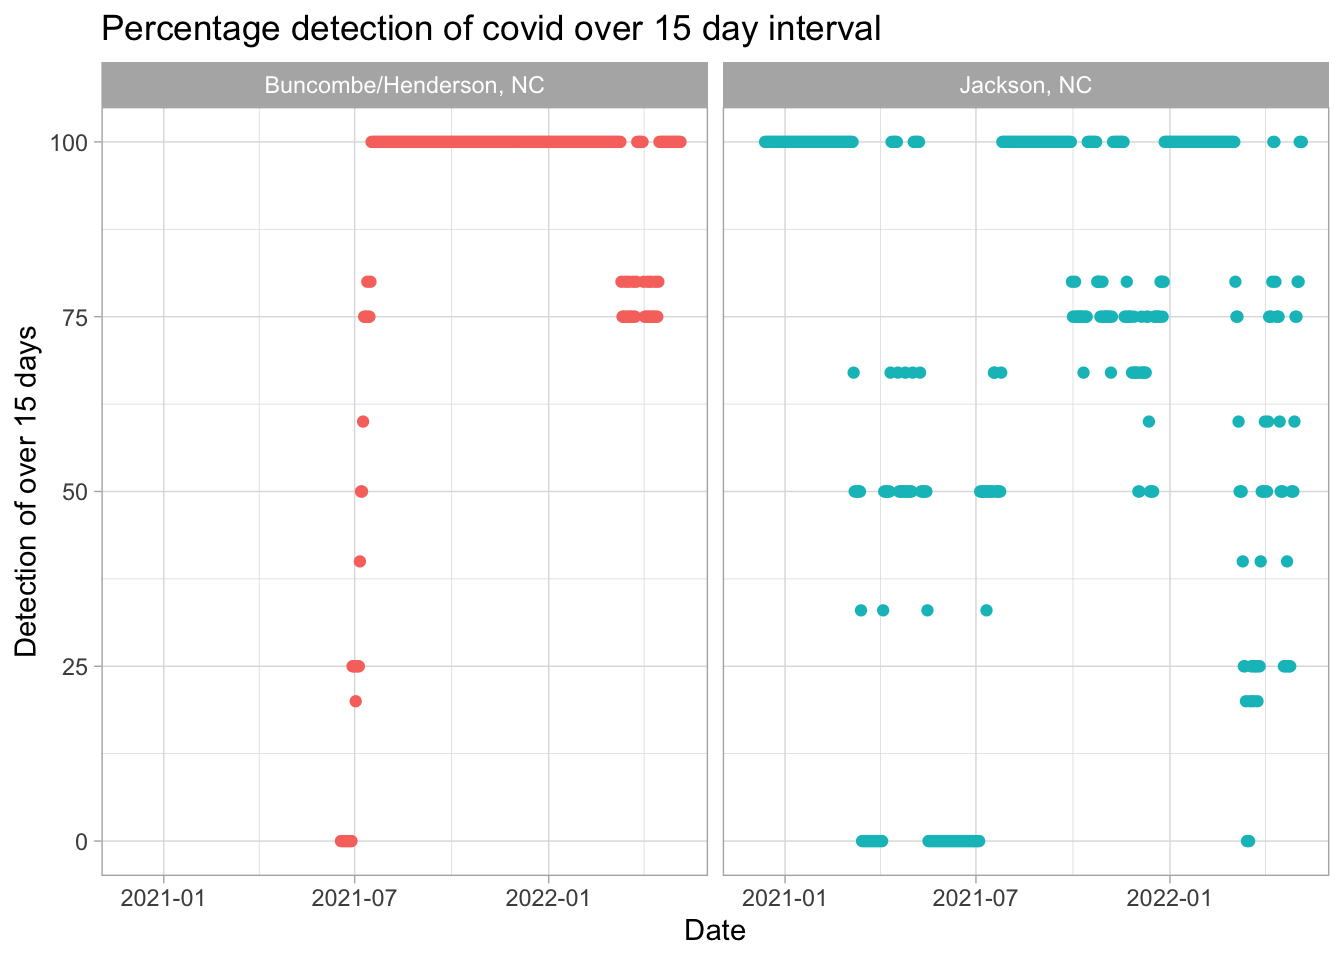 Percentage detection of covid over 15 day interval
Buncombe/Henderson, NC
Jackson, NC
Detection of over 15 days
100
75
50
25
0
2021-01
2021-07
2022-01
2021-01
2021-07
2022-01
Date